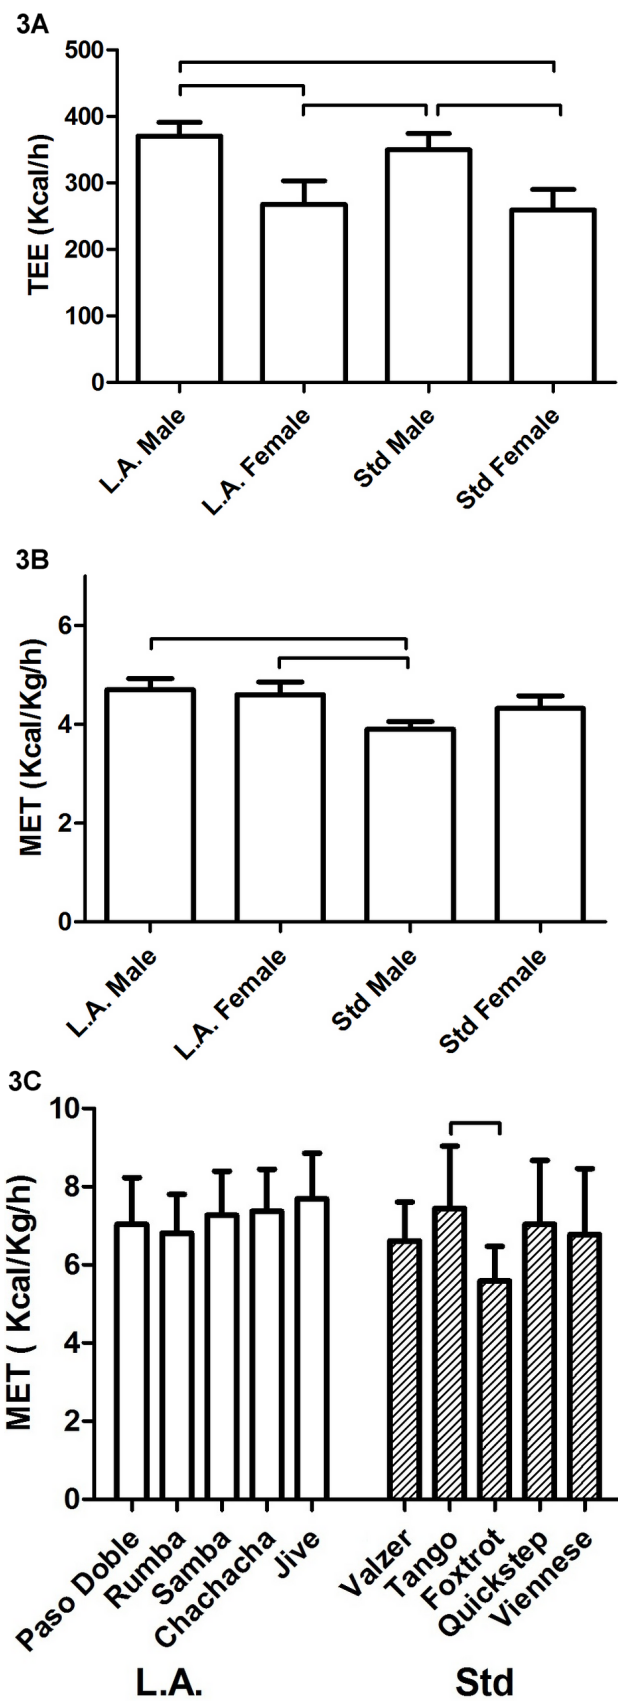 3A
TEE (Kcal/h)
500
400
300
200
100
0
L.A. Male
L.A. Female
Std Male
Std Female
3B
MET (Kcal/Kg/h)
6
4
2
0
L.A. Male
L.A. Female
Std Male
Std Female
3C
MET ( Kcal/Kg/h)
10
8
6
4
2
0
Paso Doble
Rumba
Samba
Chachacha
Jive
Valzer
Tango
Foxtrot
Quickstep
Viennese
L.A.
Std